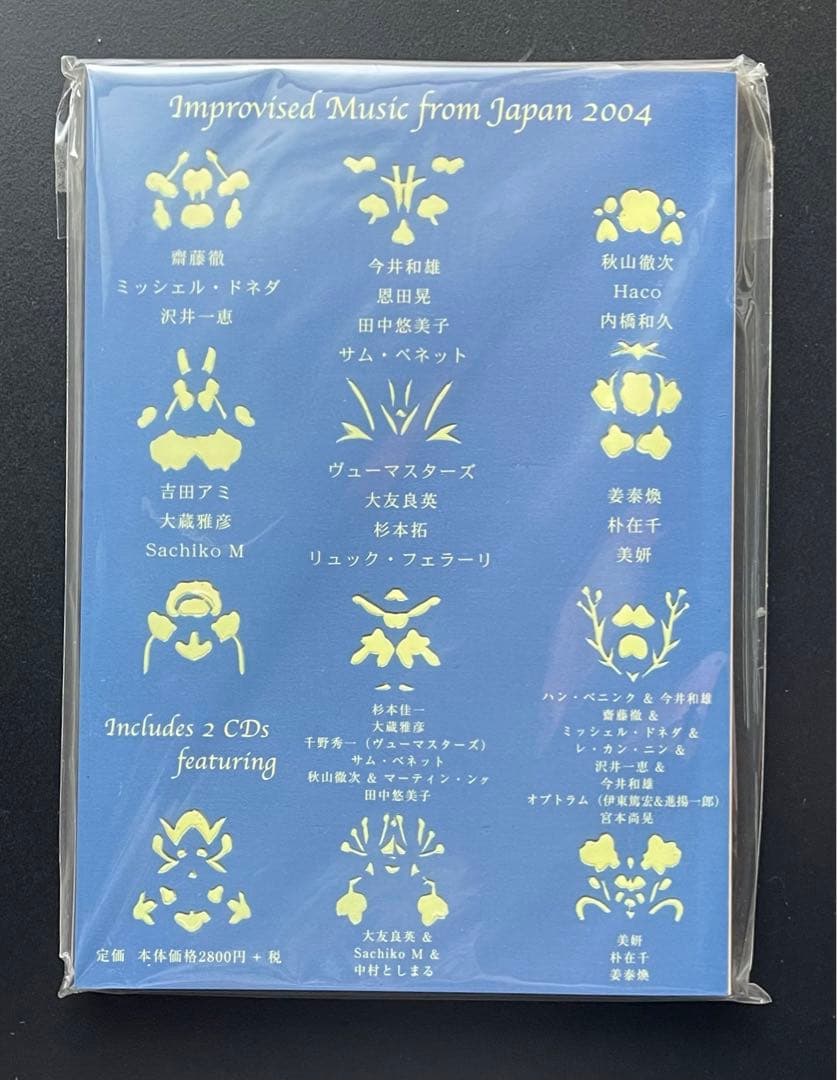 Improvised Music from Japan 2004
齋藤徹
ミッシェル・ドネダ
沢井一恵
今井和雄
恩田晃
田中悠美子
サム・ベネット
秋山徹次
Haco
内橋和久
吉田アミ
大蔵雅彦
Sachiko M
ヴューマスターズ
大友良英
杉本拓
リュック・フェラーリ
姜泰煥
朴在千
美妍
Includes 2 CDs
featuring
杉本佳一
大蔵雅彦
千野秀一（ヴューマスターズ）
サム・ベネット
秋山徹次 & マーティン・ング
田中悠美子
ハン・ベニンク & 今井和雄
齋藤徹 &
ミッシェル・ドネダ &
レ・カン・ニン &
沢井一恵 &
今井和雄
オプトラム（伊東篤宏&進揚一郎）
宮本尚晃
大友良英 &
Sachiko M &
中村としまる
美妍
朴在千
姜泰煥
定価 本体価格2800円 + 税